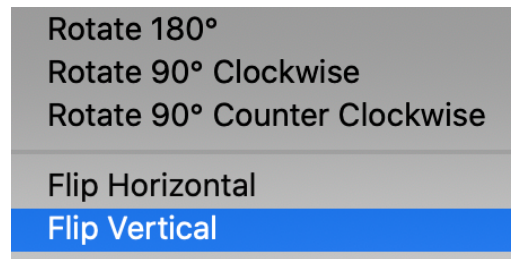 Rotate 180°
Rotate 90° Clockwise
Rotate 90° Counter Clockwise
Flip Horizontal
Flip Vertical